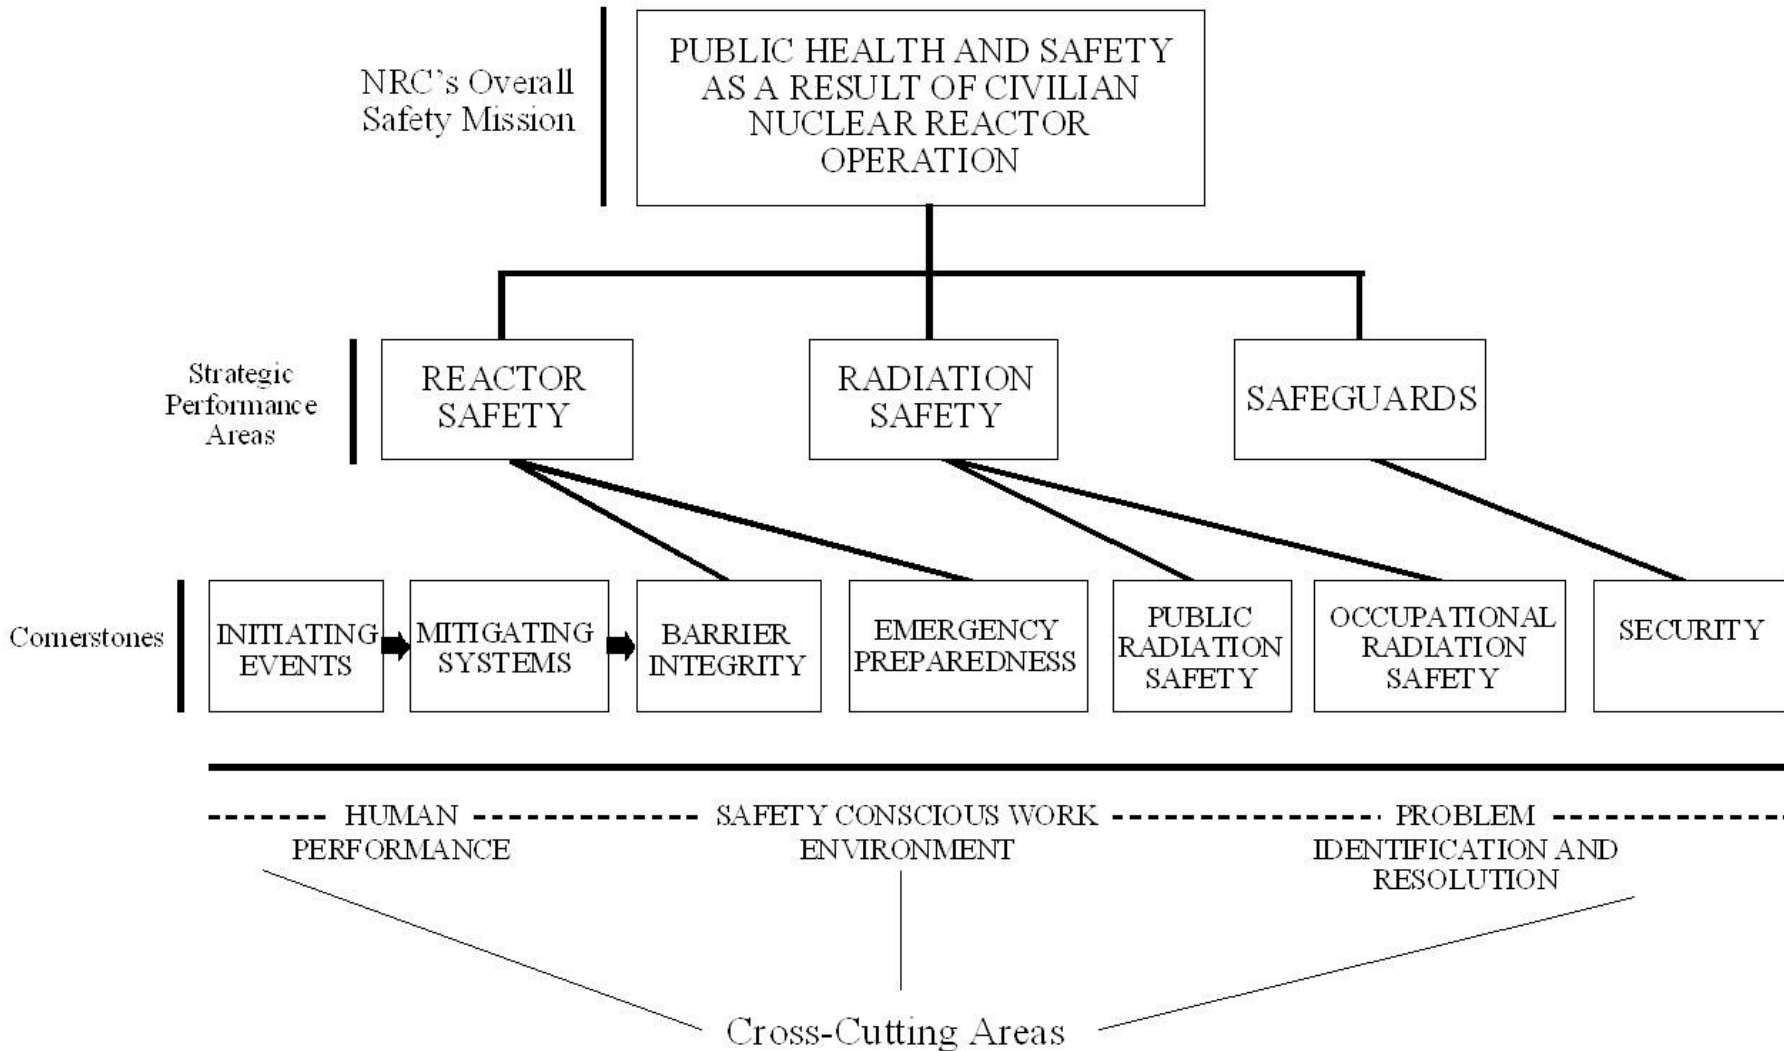 NRC's Overall
Safety Mission
PUBLIC HEALTH AND SAFETY
AS A RESULT OF CIVILIAN
NUCLEAR REACTOR
OPERATION
Strategic
Performance
Areas
REACTOR
SAFETY
RADIATION
SAFETY
SAFEGUARDS
Cornerstones
INITIATING
EVENTS
MITIGATING
SYSTEMS
BARRIER
INTEGRITY
EMERGENCY
PREPAREDNESS
PUBLIC
RADIATION
SAFETY
OCCUPATIONAL
RADIATION
SAFETY
SECURITY
HUMAN
PERFORMANCE
SAFETY CONSCIOUS WORK
ENVIRONMENT
PROBLEM
IDENTIFICATION AND
RESOLUTION
Cross-Cutting Areas